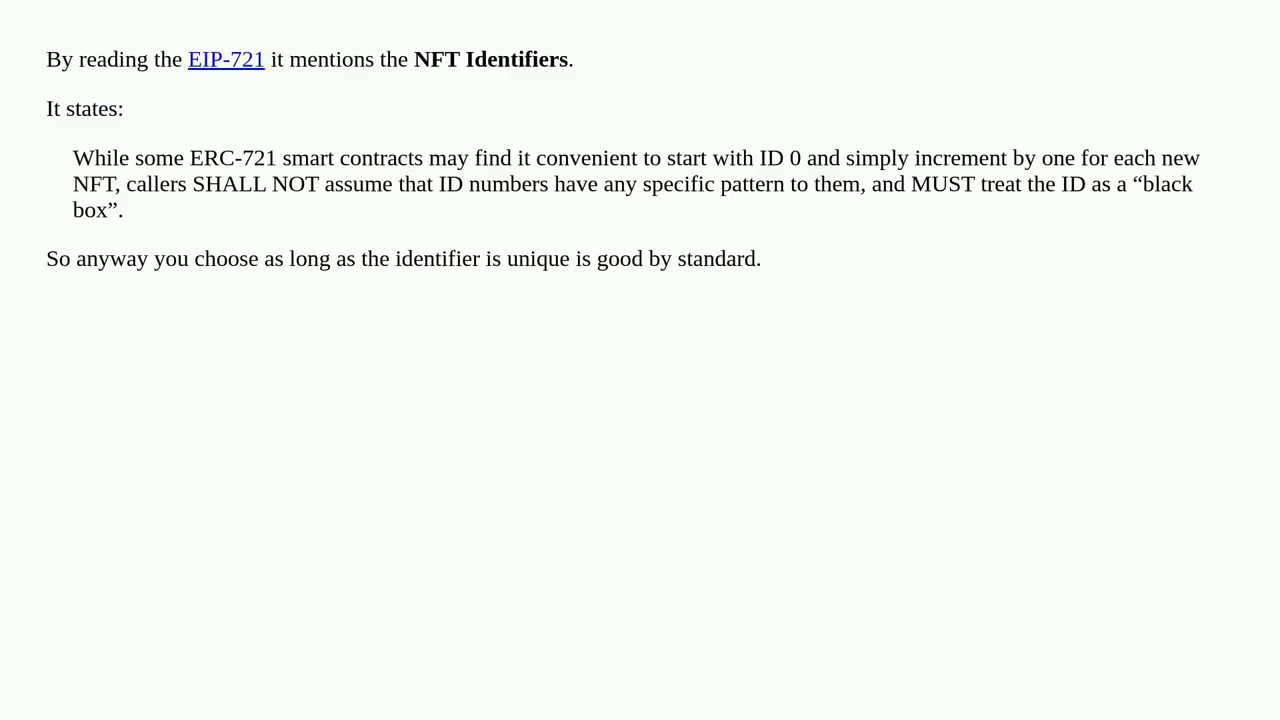 By reading the EIP-721 it mentions the NFT Identifiers.
It states:
While some ERC-721 smart contracts may find it convenient to start with ID 0 and simply increment by one for each new
NFT, callers SHALL NOT assume that ID numbers have any specific pattern to them, and MUST treat the ID as a “black
box”.
So anyway you choose as long as the identifier is unique is good by standard.